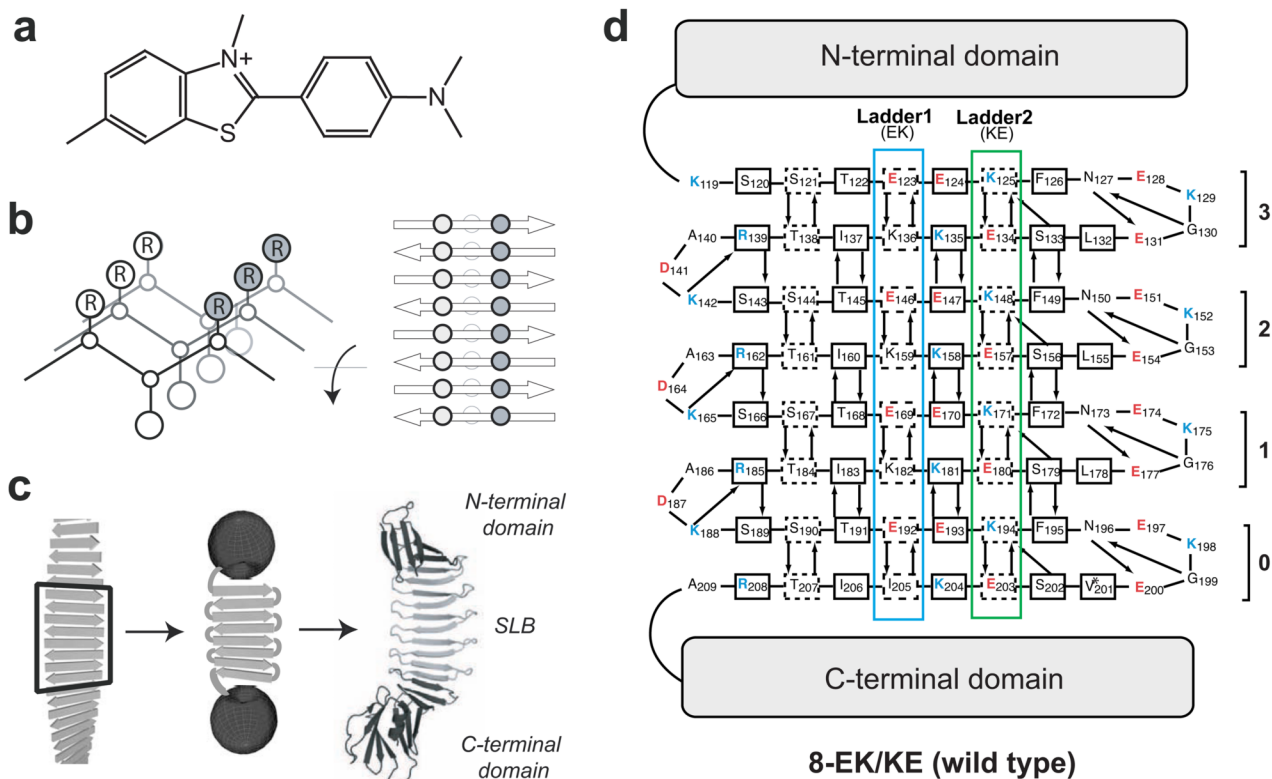 a
N+
S
N
b
R R R
R R R
c
N-terminal
domain
SLB
C-terminal
domain
d
N-terminal domain
Ladder1 Ladder2
(EK) (KE)
K119 S120 S121 T122 E123 E124 K125 F126 N127 E128
K129
3
G130
A140 R139 T138 I137 K136 K135 E134 S133 L132 E131
D141
K142 S143 S144 T145 E146 E147 K148 F149 N150 E151
K152
2
G153
A163 R162 T161 I160 K159 K158 E157 S156 L155 E154
D164
K165 S166 S167 T168 E169 E170 K171 F172 N173 E174
K175
1
G176
A186 R185 T184 I183 K182 K181 E180 S179 L178 E177
D187
K188 S189 S190 T191 E192 E193 K194 F195 N196 E197
K198
0
G199
A209 R208 T207 I206 I205 K204 E203 S202 V*201 E200
C-terminal domain
8-EK/KE (wild type)